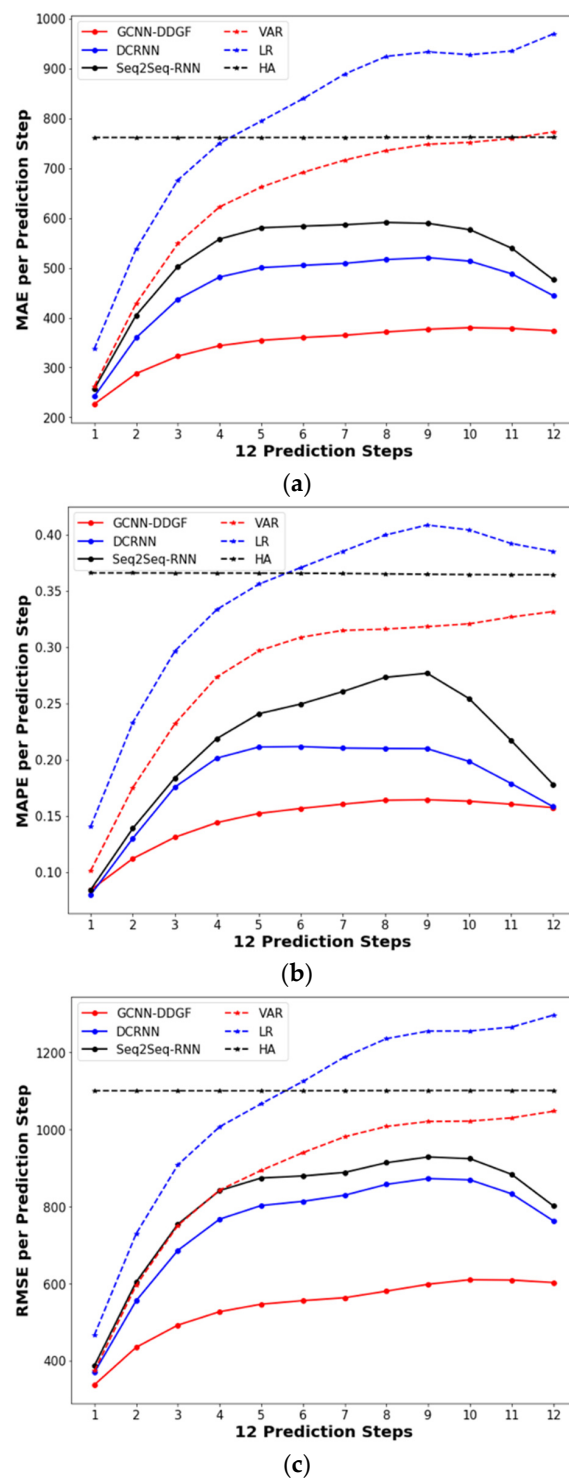 1000
900
800
700
600
500
400
300
200
MAE per Prediction Step
GCNN-DDGF
DCRNN
Seq2Seq-RNN
VAR
LR
HA
1 2 3 4 5 6 7 8 9 10 11 12
12 Prediction Steps
(a)
0.40
0.35
0.30
0.25
0.20
0.15
0.10
MAPE per Prediction Step
GCNN-DDGF
DCRNN
Seq2Seq-RNN
VAR
LR
HA
1 2 3 4 5 6 7 8 9 10 11 12
12 Prediction Steps
(b)
1200
1000
800
600
400
RMSE per Prediction Step
GCNN-DDGF
DCRNN
Seq2Seq-RNN
VAR
LR
HA
1 2 3 4 5 6 7 8 9 10 11 12
12 Prediction Steps
(c)